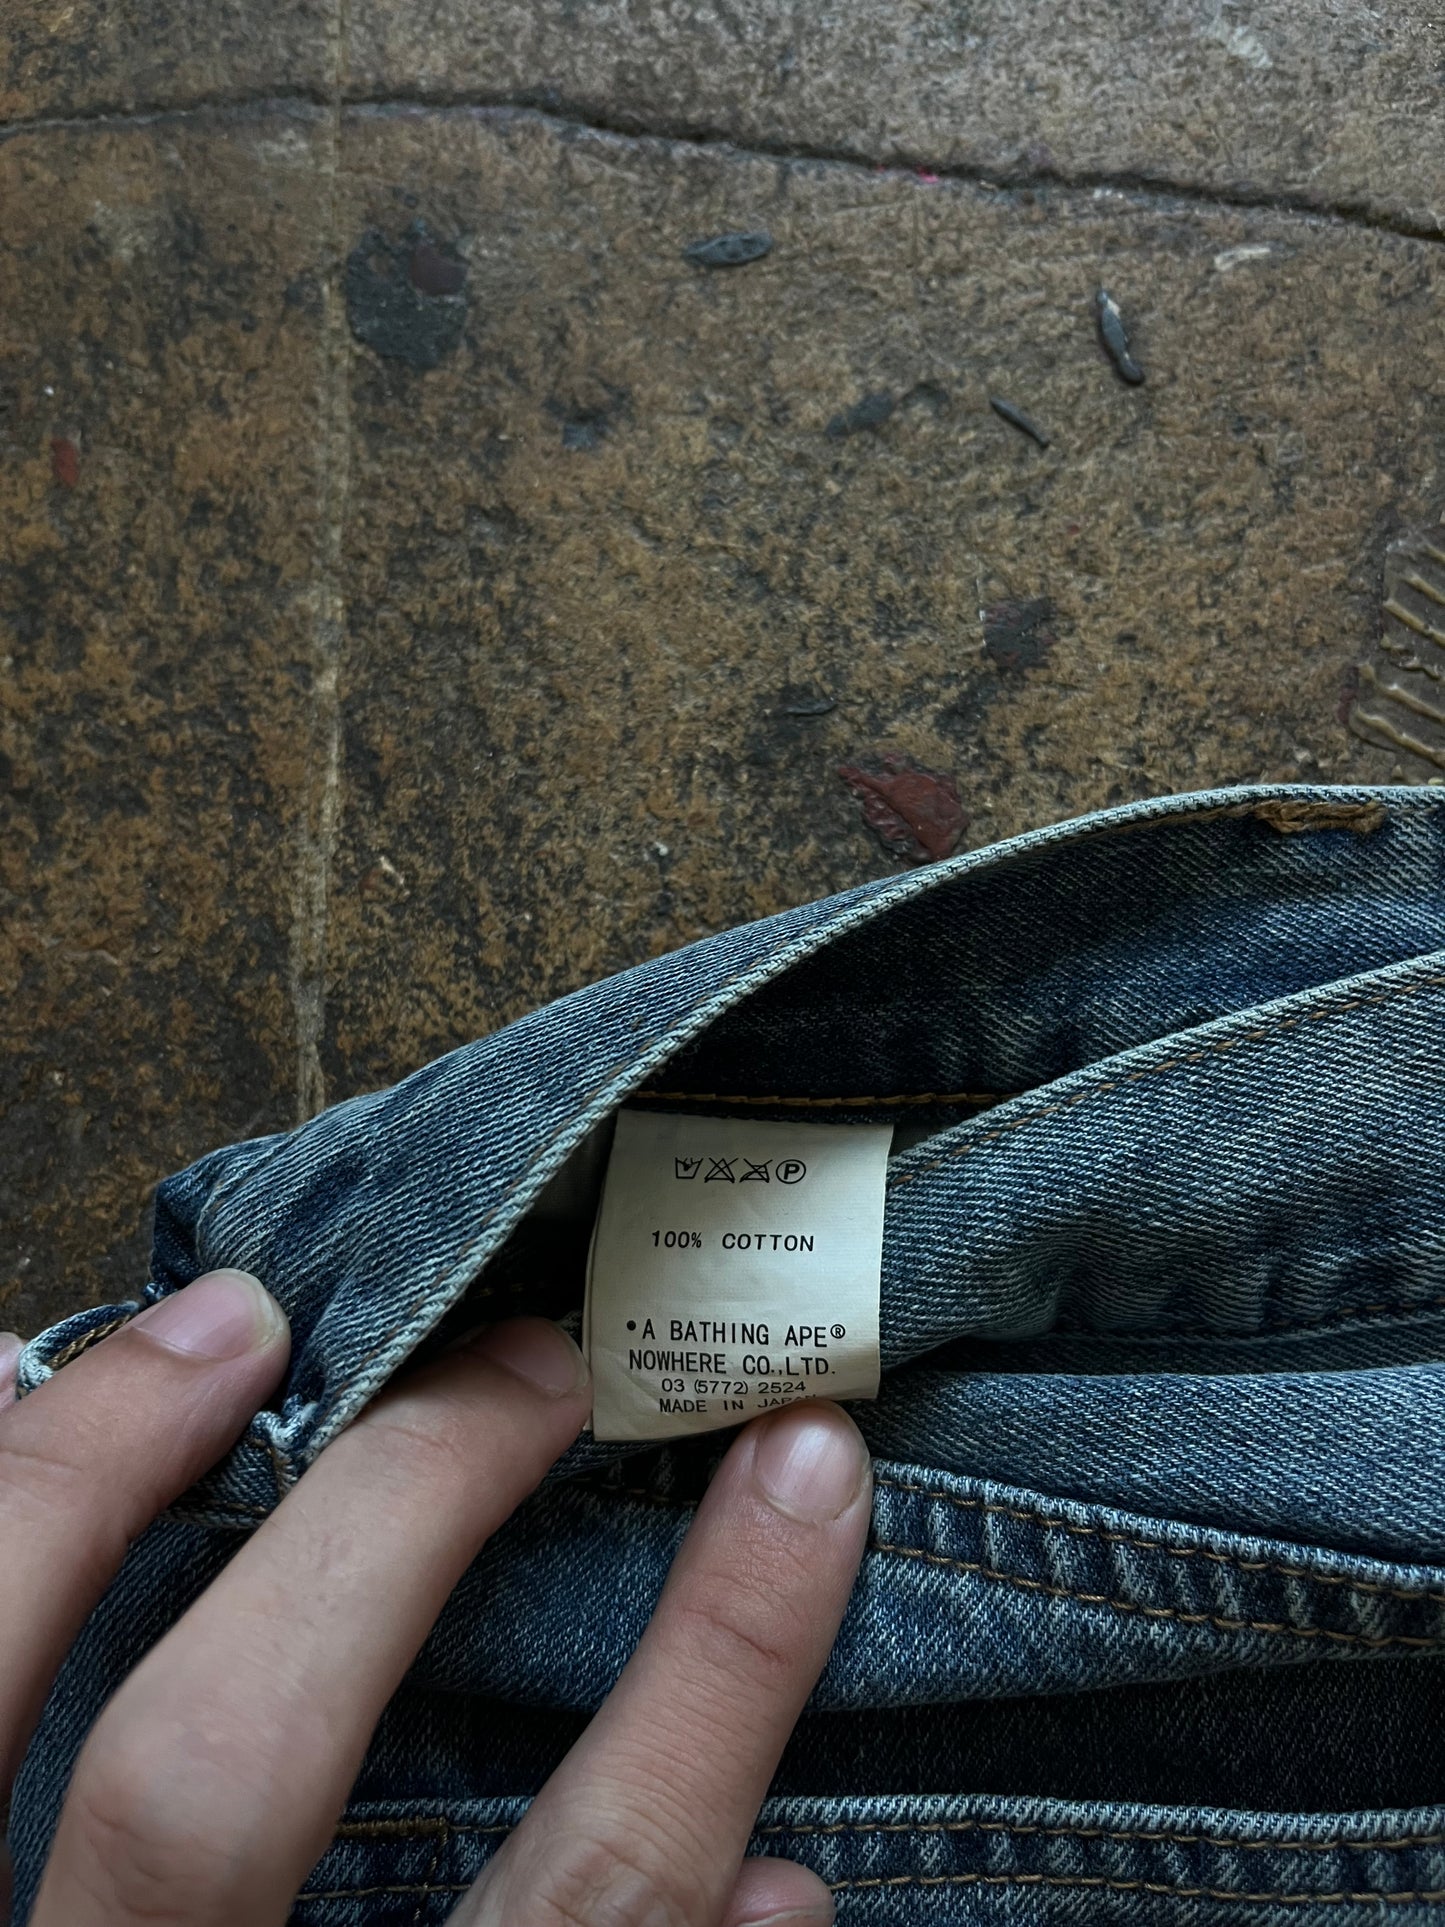 P
100% COTTON
•A BATHING APE®
NOWHERE CO.,LTD.
03 (5772) 2524
MADE IN JAPAN